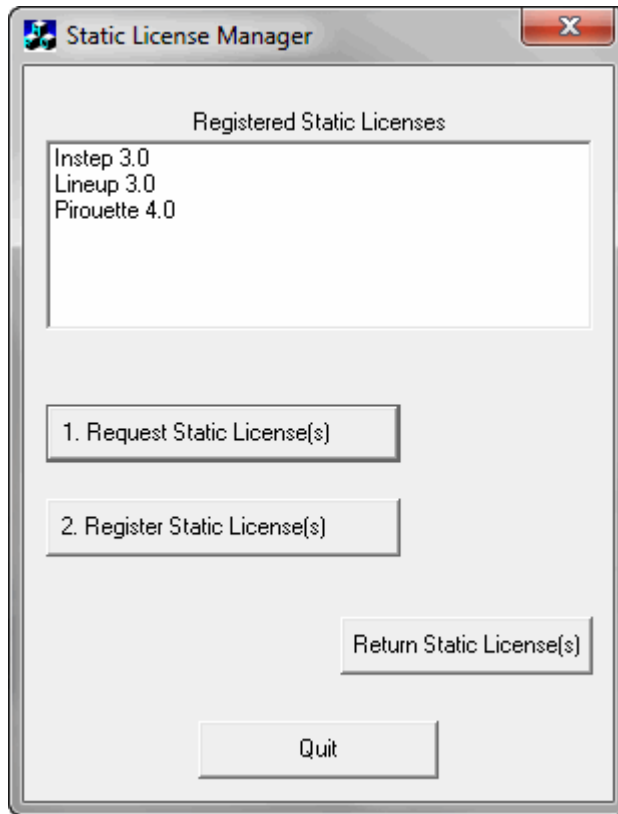 Static License Manager
Registered Static Licenses
Instep 3.0
Lineup 3.0
Pirouette 4.0
1. Request Static License(s)
2. Register Static License(s)
Return Static License(s)
Quit